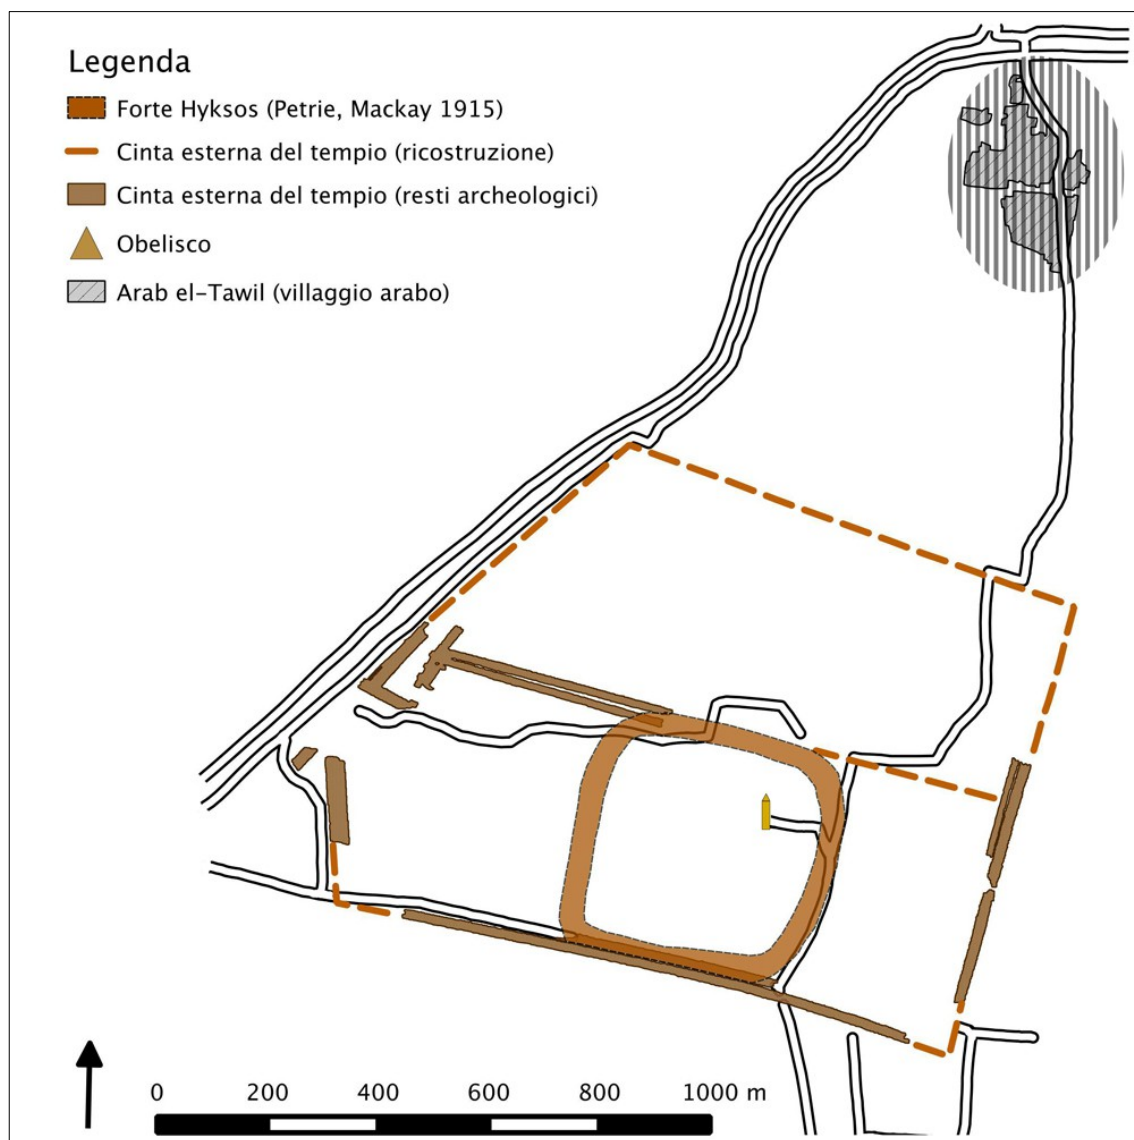 Legenda
Forte Hyksos (Petrie, Mackay 1915)
Cinta esterna del tempio (ricostruzione)
Cinta esterna del tempio (resti archeologici)
Obelisco
Arab el-Tawil (villaggio arabo)
0 200 400 600 800 1000 m